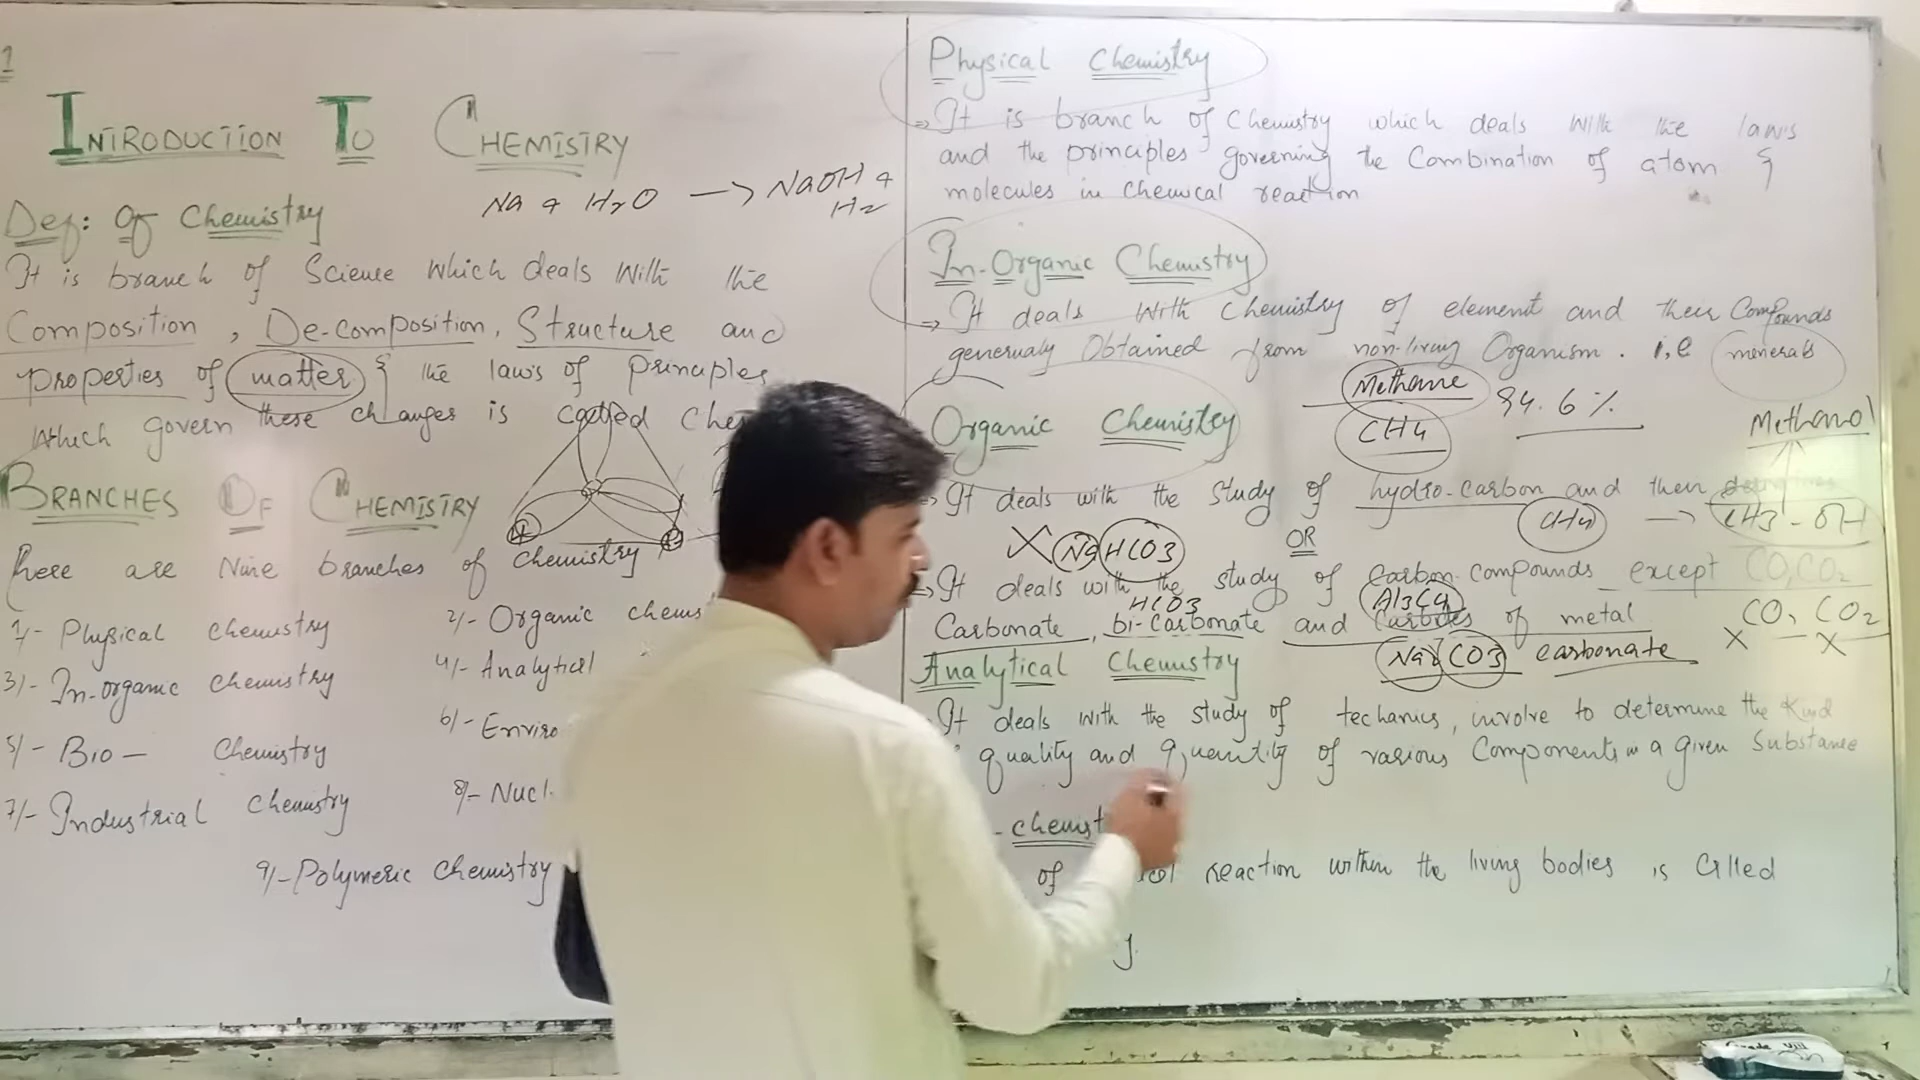 1
INTRODUCTION TO CHEMISTRY
Na + H2O → NaOH +
H2
Def: Of Chemistry
It is branch of Science which deals with the
Composition, De-composition, Structure and
properties of matter & the laws of principles
which govern these changes is called Che
BRANCHES OF CHEMISTRY
here are Nine branches of chemistry
1/- Physical chemistry
2/- Organic chems
3/- In-organic chemistry
4/- Analytical
5/- Bio - Chemistry
6/- Enviro
7/- Industrial chemistry
8/- Nucl
9/- Polymeric Chemistry
Physical Chemistry
⇒ It is branch of Chemistry which deals with the laws
and the principles governing the Combination of atom &
molecules in chemical reaction
In-Organic Chemistry
⇒ It deals with Chemistry of element and their Compounds
generualy Obtained from non-living Organism. i,e menerals
Methane 94.6%
CH4
Methanol
Organic Chemistry
⇒ It deals with the study of hydro-carbon and their
CH4 → CH3-OH
X NaHCO3
OR
⇒ It deals with the study of Carbon compounds except CO, CO2
HCO3
Al3C4
CO, CO2
X X
Carbonate, bi-carbonate and Carbides of metal
Na2 CO3 carbonate
Analytical Chemistry
It deals with the study of techanics, involve to determine the Kind
quality and quantity of various Components in a given Substance
- chemist
of reaction within the living bodies is Cilled